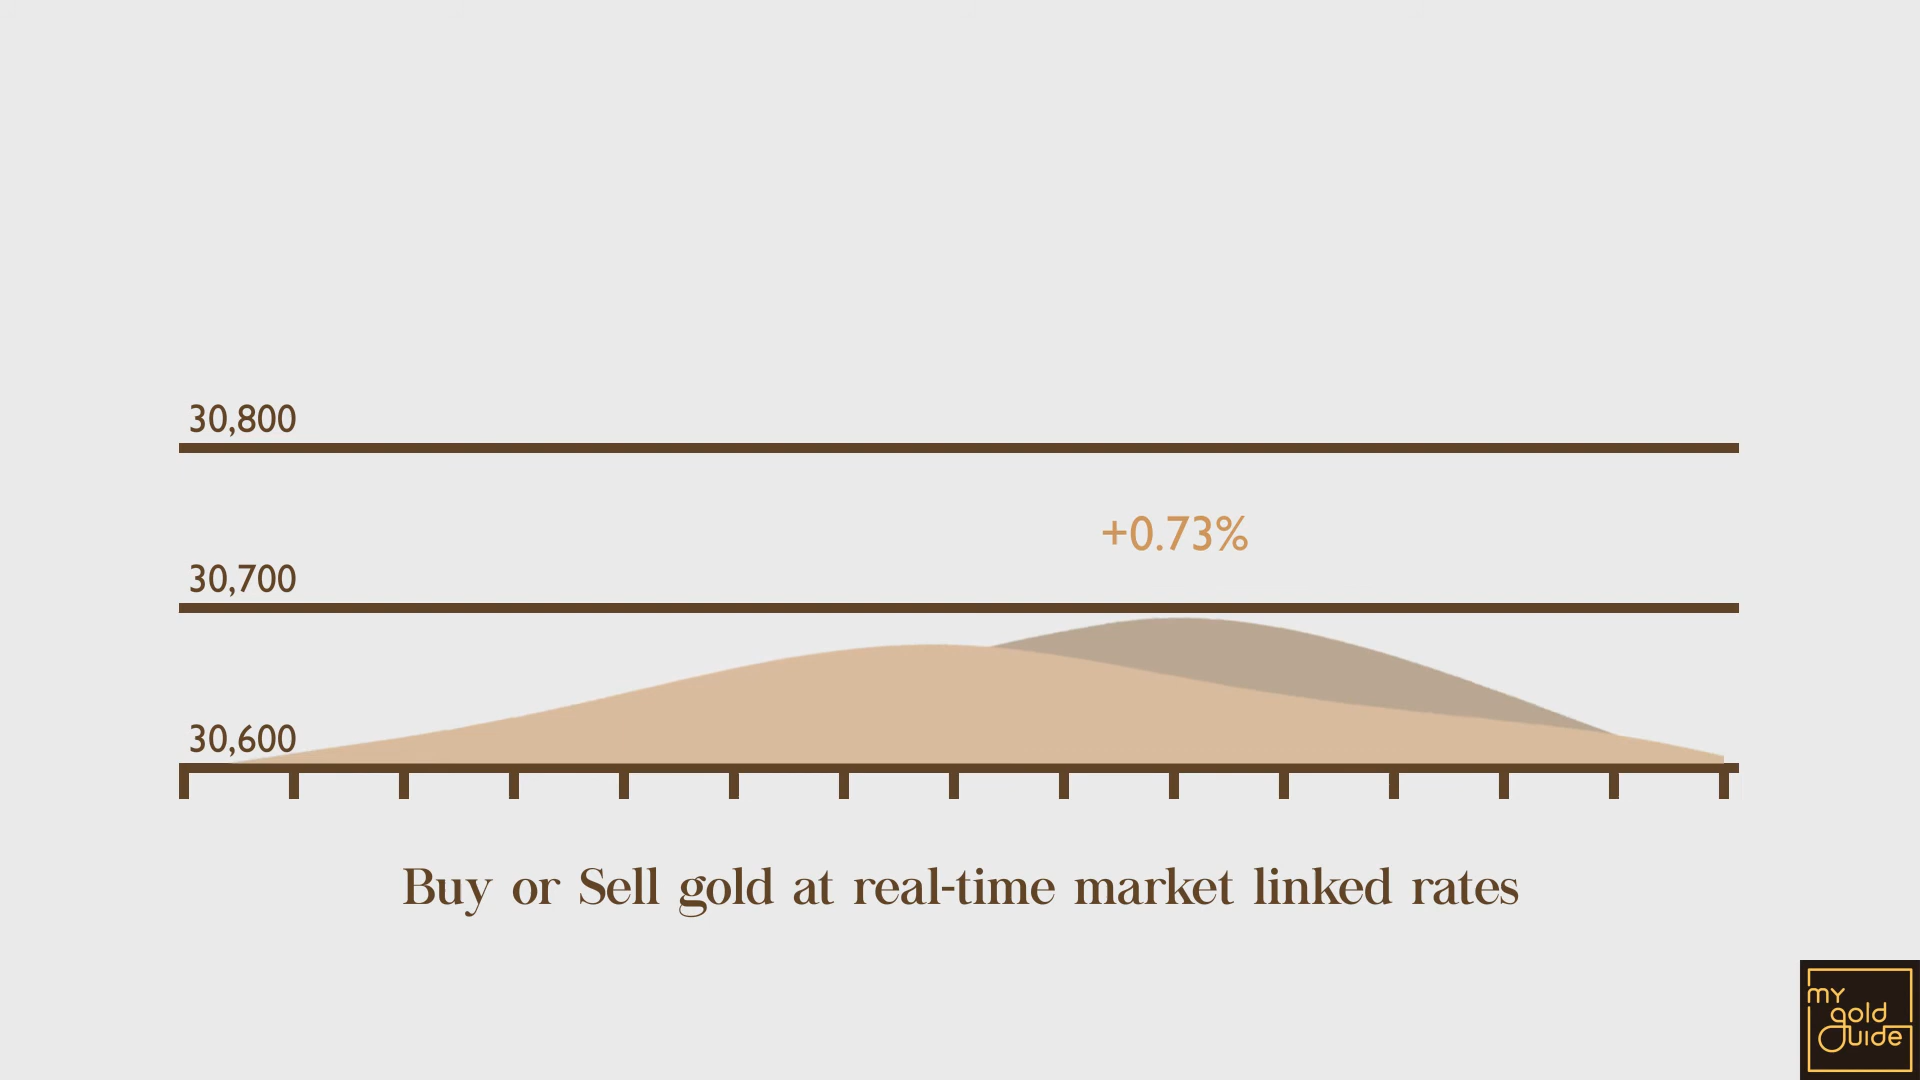 30,800
+0.73%
30,700
30,600
Buy or Sell gold at real-time market linked rates
my
gold
guide